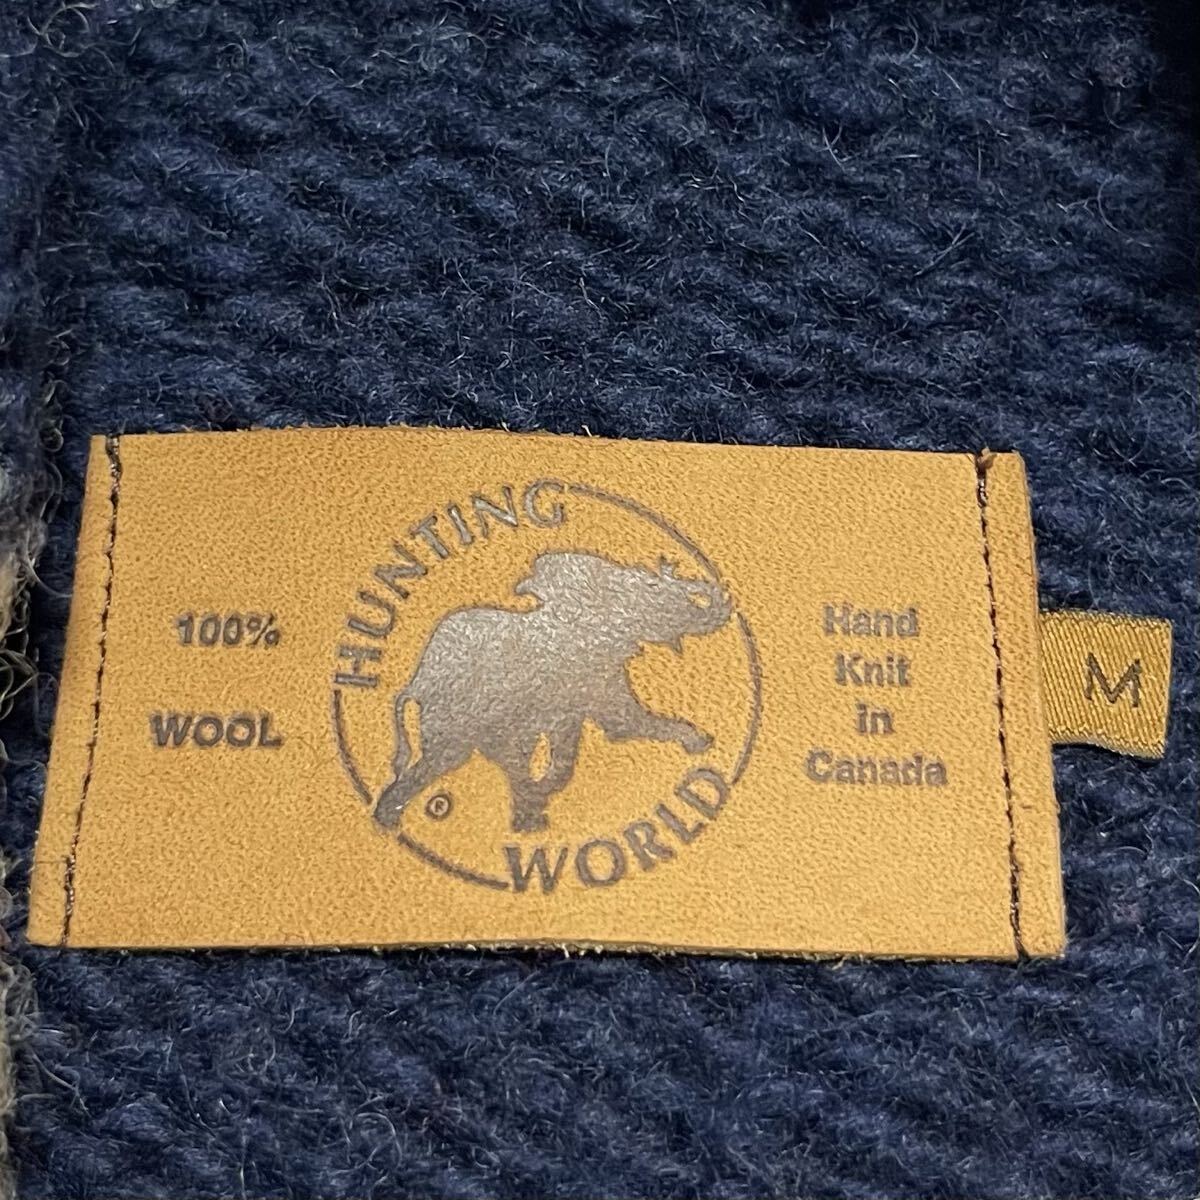 100%
WOOL
HUNTING
WORLD
®
Hand
Knit
in
Canada
M